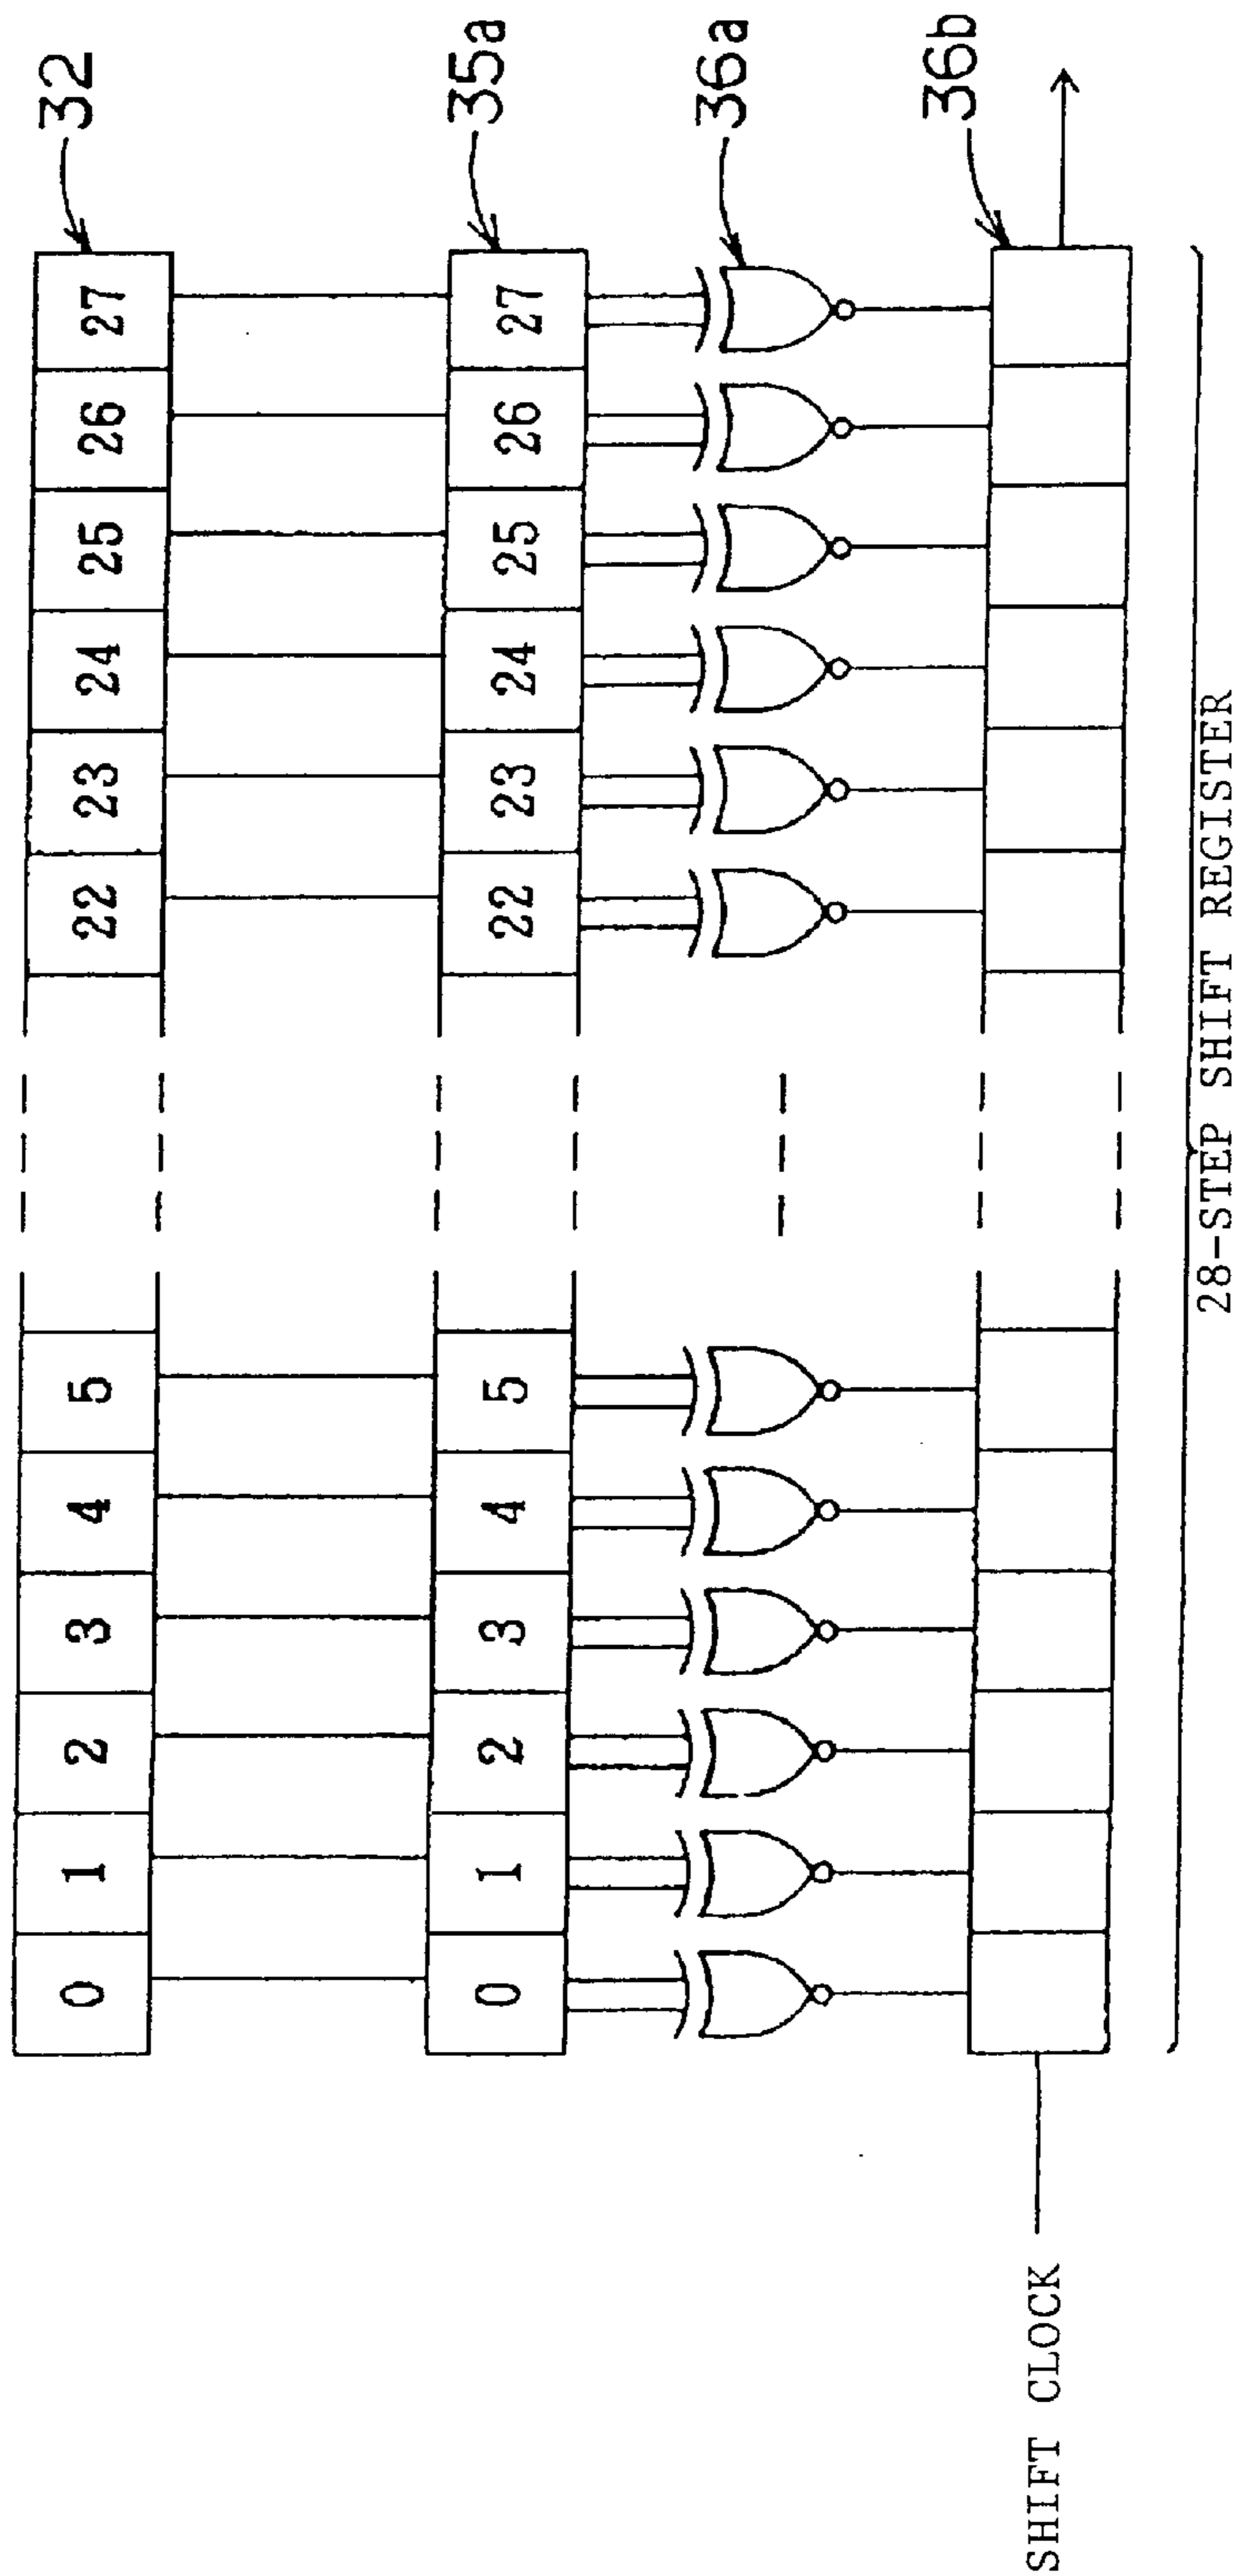 0 1 2 3 4 5 22 23 24 25 26 27 32
0 1 2 3 4 5 22 23 24 25 26 27 35a
36a
36b
SHIFT CLOCK
28-STEP SHIFT REGISTER